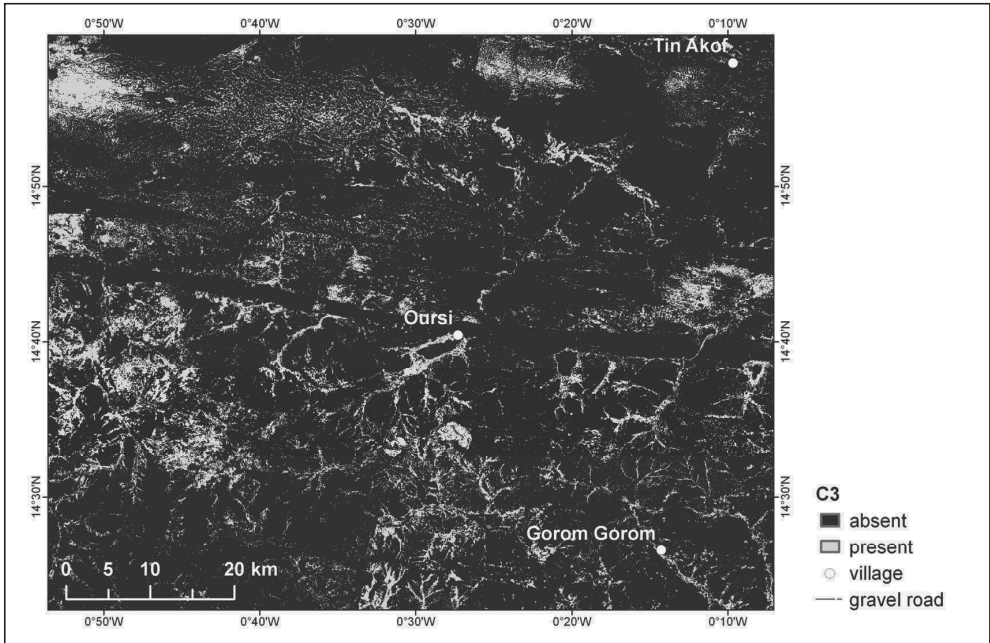 0°50'W 0°40'W 0°30'W 0°20'W 0°10'W
Tin Akof
14°50'N 14°50'N
Oursi
14°40'N 14°40'N
14°30'N 14°30'N
Gorom Gorom
0 5 10 20 km
0°50'W 0°40'W 0°30'W 0°20'W 0°10'W
C3
absent
present
village
gravel road